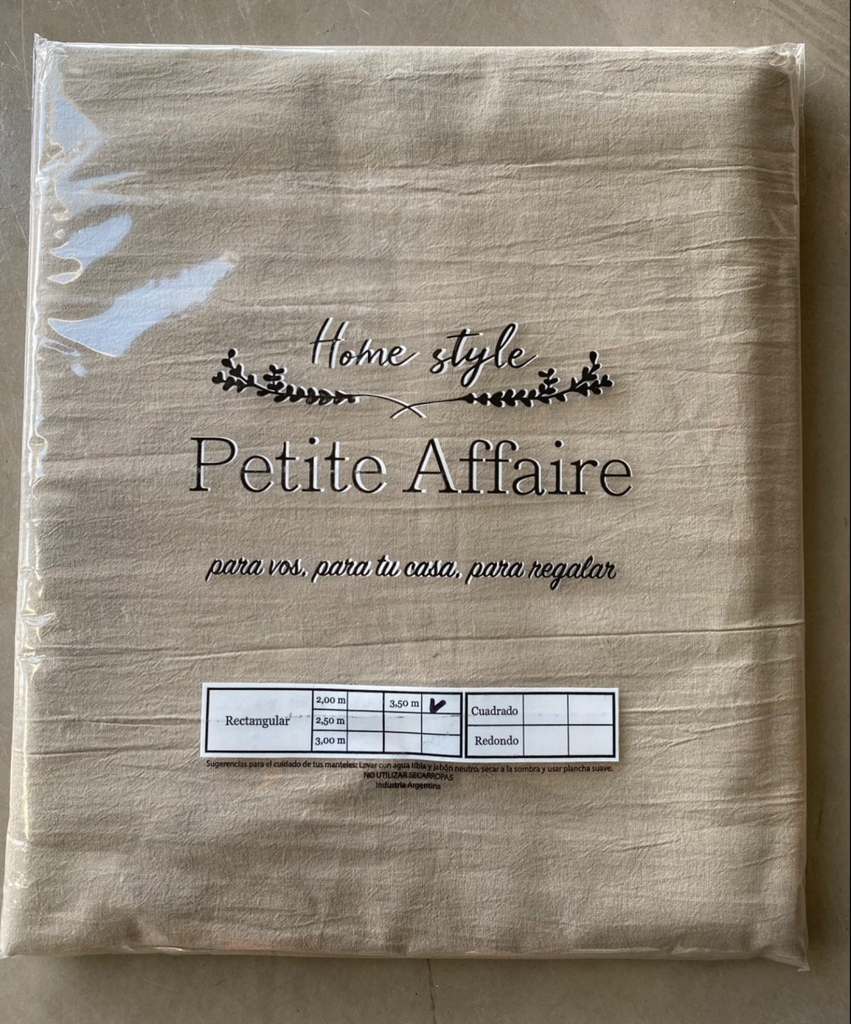 Home style
Petite Affaire
para vos, para tu casa, para regalar
Rectangular
2,00 m 3,50 m ✓
2,50 m
3,00 m
Cuadrado
Redondo
Sugerencias para el cuidado de tus manteles: Lavar con agua tibia y jabón neutro, secar a la sombra y usar plancha suave.
NO UTILIZAR SECARROPAS
Industria Argentina